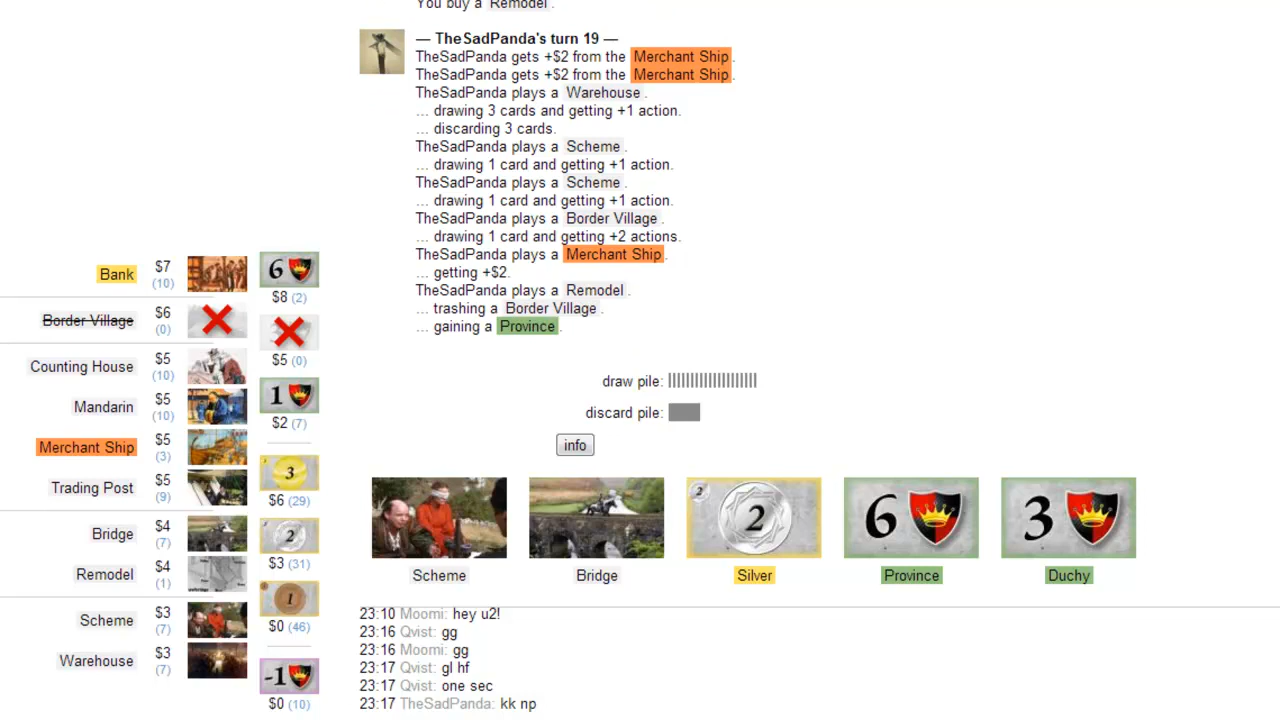 You buy a Remodel.
— TheSadPanda's turn 19 —
TheSadPanda gets +$2 from the Merchant Ship.
TheSadPanda gets +$2 from the Merchant Ship.
TheSadPanda plays a Warehouse.
... drawing 3 cards and getting +1 action.
... discarding 3 cards.
TheSadPanda plays a Scheme.
... drawing 1 card and getting +1 action.
TheSadPanda plays a Scheme.
... drawing 1 card and getting +1 action.
TheSadPanda plays a Border Village.
... drawing 1 card and getting +2 actions.
TheSadPanda plays a Merchant Ship.
... getting +$2.
TheSadPanda plays a Remodel.
... trashing a Border Village.
... gaining a Province.
Bank $7 (10)
Border Village $6 (0)
Counting House $5 (10)
Mandarin $5 (10)
Merchant Ship $5 (3)
Trading Post $5 (9)
Bridge $4 (7)
Remodel $4 (1)
Scheme $3 (7)
Warehouse $3 (7)
6
$8 (2)
$5 (0)
1
$2 (7)
3
$6 (29)
2
$3 (31)
1
$0 (46)
-1
$0 (10)
draw pile:
discard pile:
info
2 2 6 3
Scheme Bridge Silver Province Duchy
23:10 Moomi: hey u2!
23:16 Qvist: gg
23:16 Moomi: gg
23:17 Qvist: gl hf
23:17 Qvist: one sec
23:17 TheSadPanda: kk np